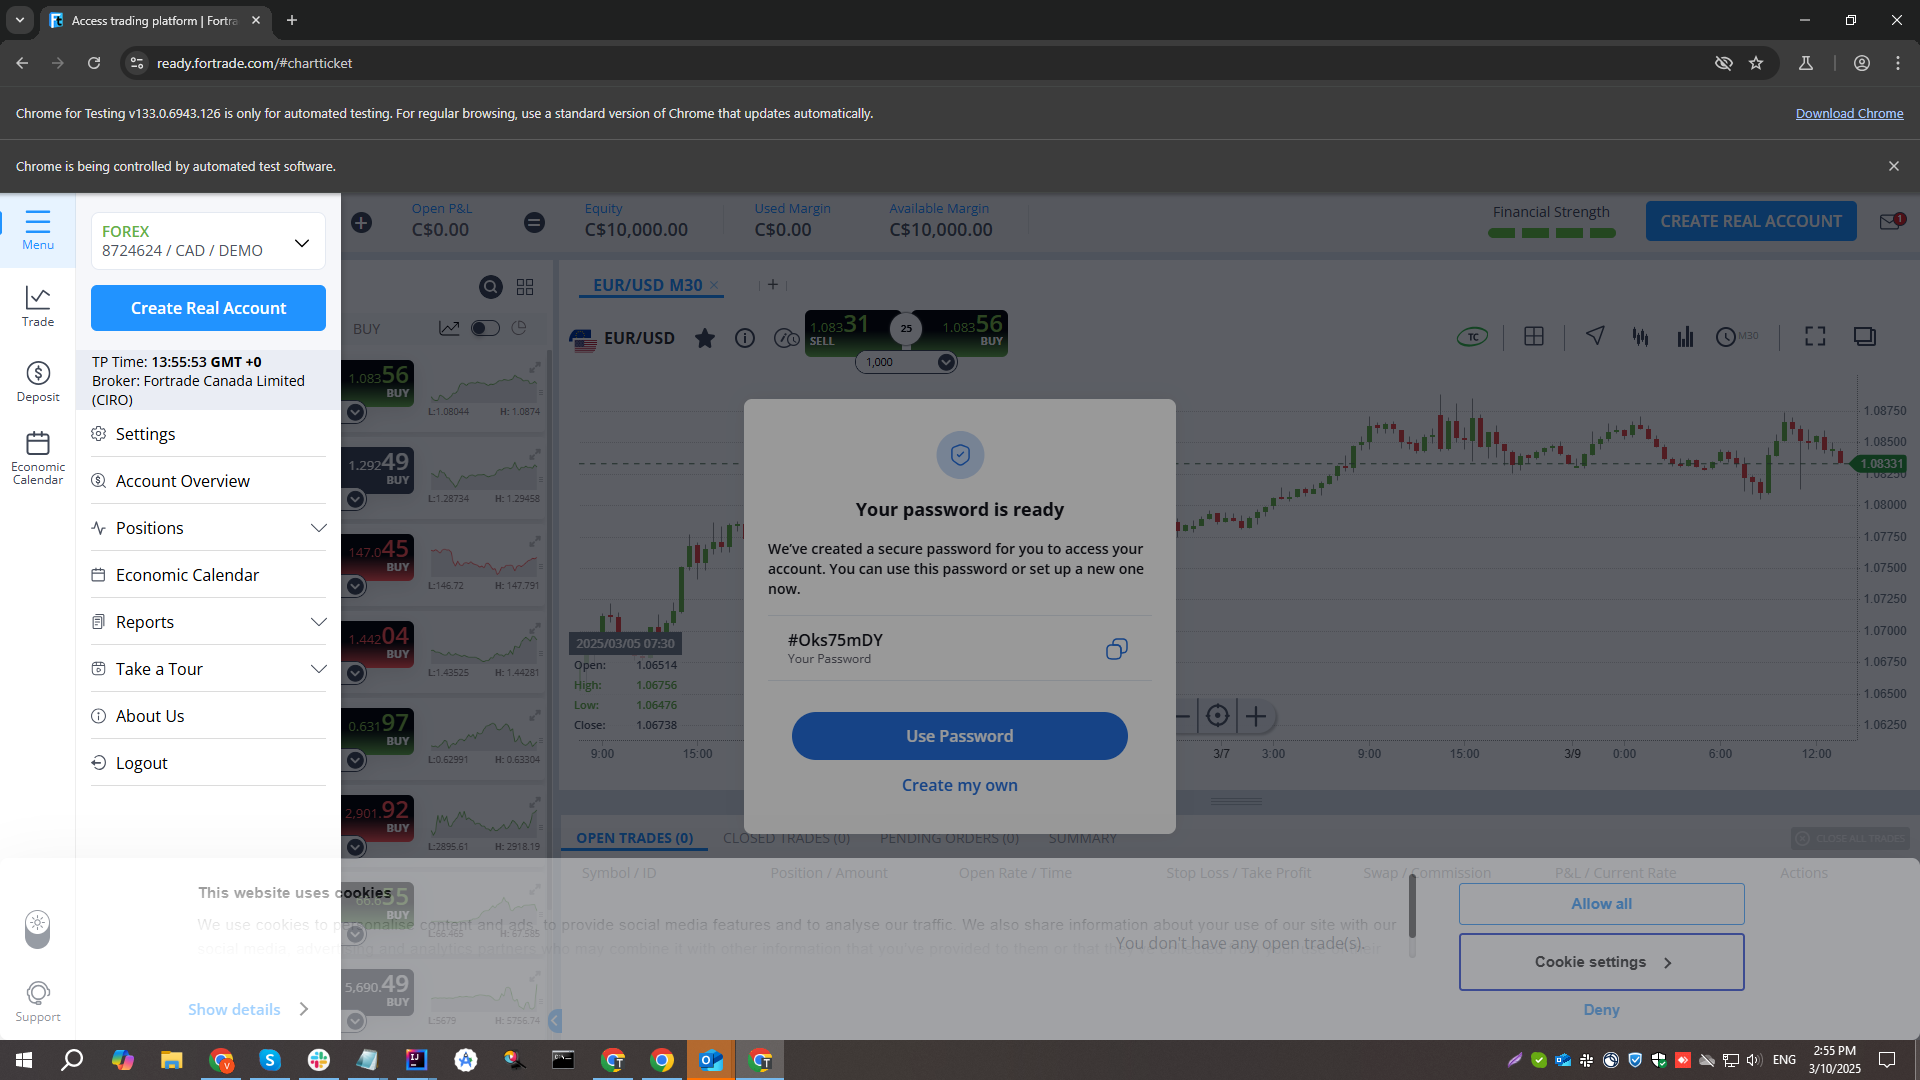 Access trading platform | Fortra
ready.fortrade.com/#chartticket
Chrome for Testing v133.0.6943.126 is only for automated testing. For regular browsing, use a standard version of Chrome that updates automatically.
Download Chrome
Chrome is being controlled by automated test software.
Menu
Trade
Deposit
Economic
Calendar
Support
FOREX
8724624 / CAD / DEMO
Create Real Account
TP Time: 13:55:53 GMT +0
Broker: Fortrade Canada Limited
(CIRO)
Settings
Account Overview
Positions
Economic Calendar
Reports
Take a Tour
About Us
Logout
Open P&L
C$0.00
Equity
C$10,000.00
Used Margin
C$0.00
Available Margin
C$10,000.00
Financial Strength
CREATE REAL ACCOUNT
1
BUY
1.08356
BUY
L:1.08044
H: 1.0874
1.29249
BUY
L:1.28734
H: 1.29458
147.045
BUY
L:146.72
H: 147.791
1.44204
BUY
L:1.43525
H: 1.44281
0.63197
BUY
L:0.62991
H: 0.63304
2,901.92
BUY
L:2895.61
H: 2918.19
BUY
H: 67.585
5,690.49
BUY
L:5679
H: 5756.74
EUR/USD M30
EUR/USD
1.08331
SELL
25
1.08356
BUY
1,000
TC
M30
1.08750
1.08500
1.08331
1.08000
1.07750
1.07500
1.07250
1.07000
1.06750
1.06500
1.06250
2025/03/05 07:30
Open: 1.06514
High: 1.06756
Low: 1.06476
Close: 1.06738
9:00
15:00
3/7
3:00
9:00
15:00
3/9
0:00
6:00
12:00
Your password is ready
We've created a secure password for you to access your
account. You can use this password or set up a new one
now.
#Oks75mDY
Your Password
Use Password
Create my own
OPEN TRADES (0)
CLOSED TRADES (0)
PENDING ORDERS (0)
SUMMARY
CLOSE ALL TRADES
Symbol / ID
Position / Amount
Open Rate / Time
Stop Loss / Take Profit
Swap / Commission
P&L / Current Rate
Actions
You don't have any open trade(s).
This website uses cookies
We use cookies to personalise content and ads, to provide social media features and to analyse our traffic. We also share information about your use of our site with our
social media, advertising and analytics partners who may combine it with other information that you've provided to them or that
Show details
Allow all
Cookie settings
Deny
ENG
2:55 PM
3/10/2025